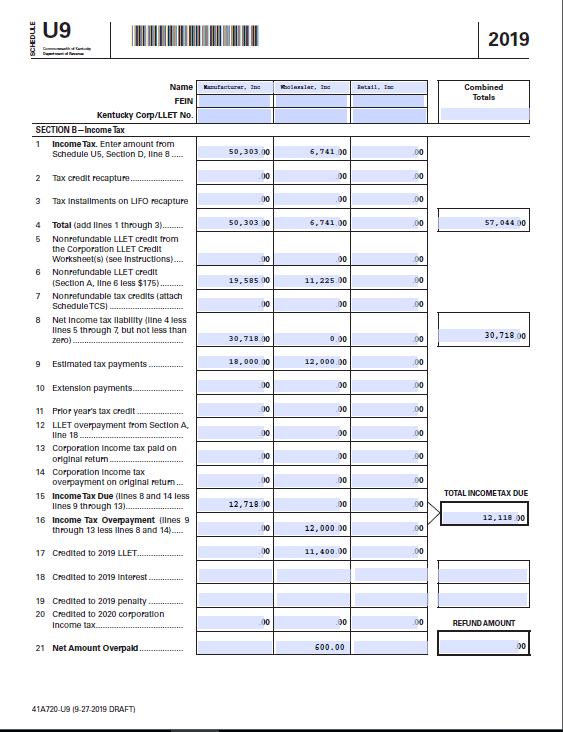 SCHEDULE
U9
Commonwealth of Kentucky
Department of Revenue
2019
Name Manufacturer, Inc Wholesaler, Inc Retail, Inc Combined Totals
FEIN
Kentucky Corp/LLET No.
SECTION B—Income Tax
1 Income Tax. Enter amount from
Schedule U5, Section D, line 8 ..... 50,303.00 6,741.00 .00
2 Tax credit recapture ..................... .00 .00 .00
3 Tax installments on LIFO recapture .00 .00 .00
4 Total (add lines 1 through 3) ......... 50,303.00 6,741.00 .00 57,044.00
5 Nonrefundable LLET credit from
the Corporation LLET Credit
Worksheet(s) (see instructions) .... .00 .00 .00
6 Nonrefundable LLET credit
(Section A, line 6 less $175) .......... 19,585.00 11,225.00 .00
7 Nonrefundable tax credits (attach
Schedule TCS) .............................. .00 .00 .00
8 Net income tax liability (line 4 less
lines 5 through 7, but not less than
zero) ............................................. 30,718.00 0.00 .00 30,718.00
9 Estimated tax payments .............. 18,000.00 12,000.00 .00
10 Extension payments ..................... .00 .00 .00
11 Prior year's tax credit ................... .00 .00 .00
12 LLET overpayment from Section A,
line 18 .......................................... .00 .00 .00
13 Corporation income tax paid on
original return .............................. .00 .00 .00
14 Corporation income tax
overpayment on original return ... .00 .00 .00
15 Income Tax Due (lines 8 and 14 less
lines 9 through 13) ....................... 12,718.00 .00 .00
TOTAL INCOME TAX DUE
12,118.00
16 Income Tax Overpayment (lines 9
through 13 less lines 8 and 14) ..... .00 12,000.00 .00
17 Credited to 2019 LLET ................... .00 11,400.00 .00
18 Credited to 2019 interest ..............
19 Credited to 2019 penalty ..............
20 Credited to 2020 corporation
income tax .................................... .00 .00 .00
REFUND AMOUNT
21 Net Amount Overpaid .................. 600.00 .00
41A720-U9 (9-27-2019 DRAFT)